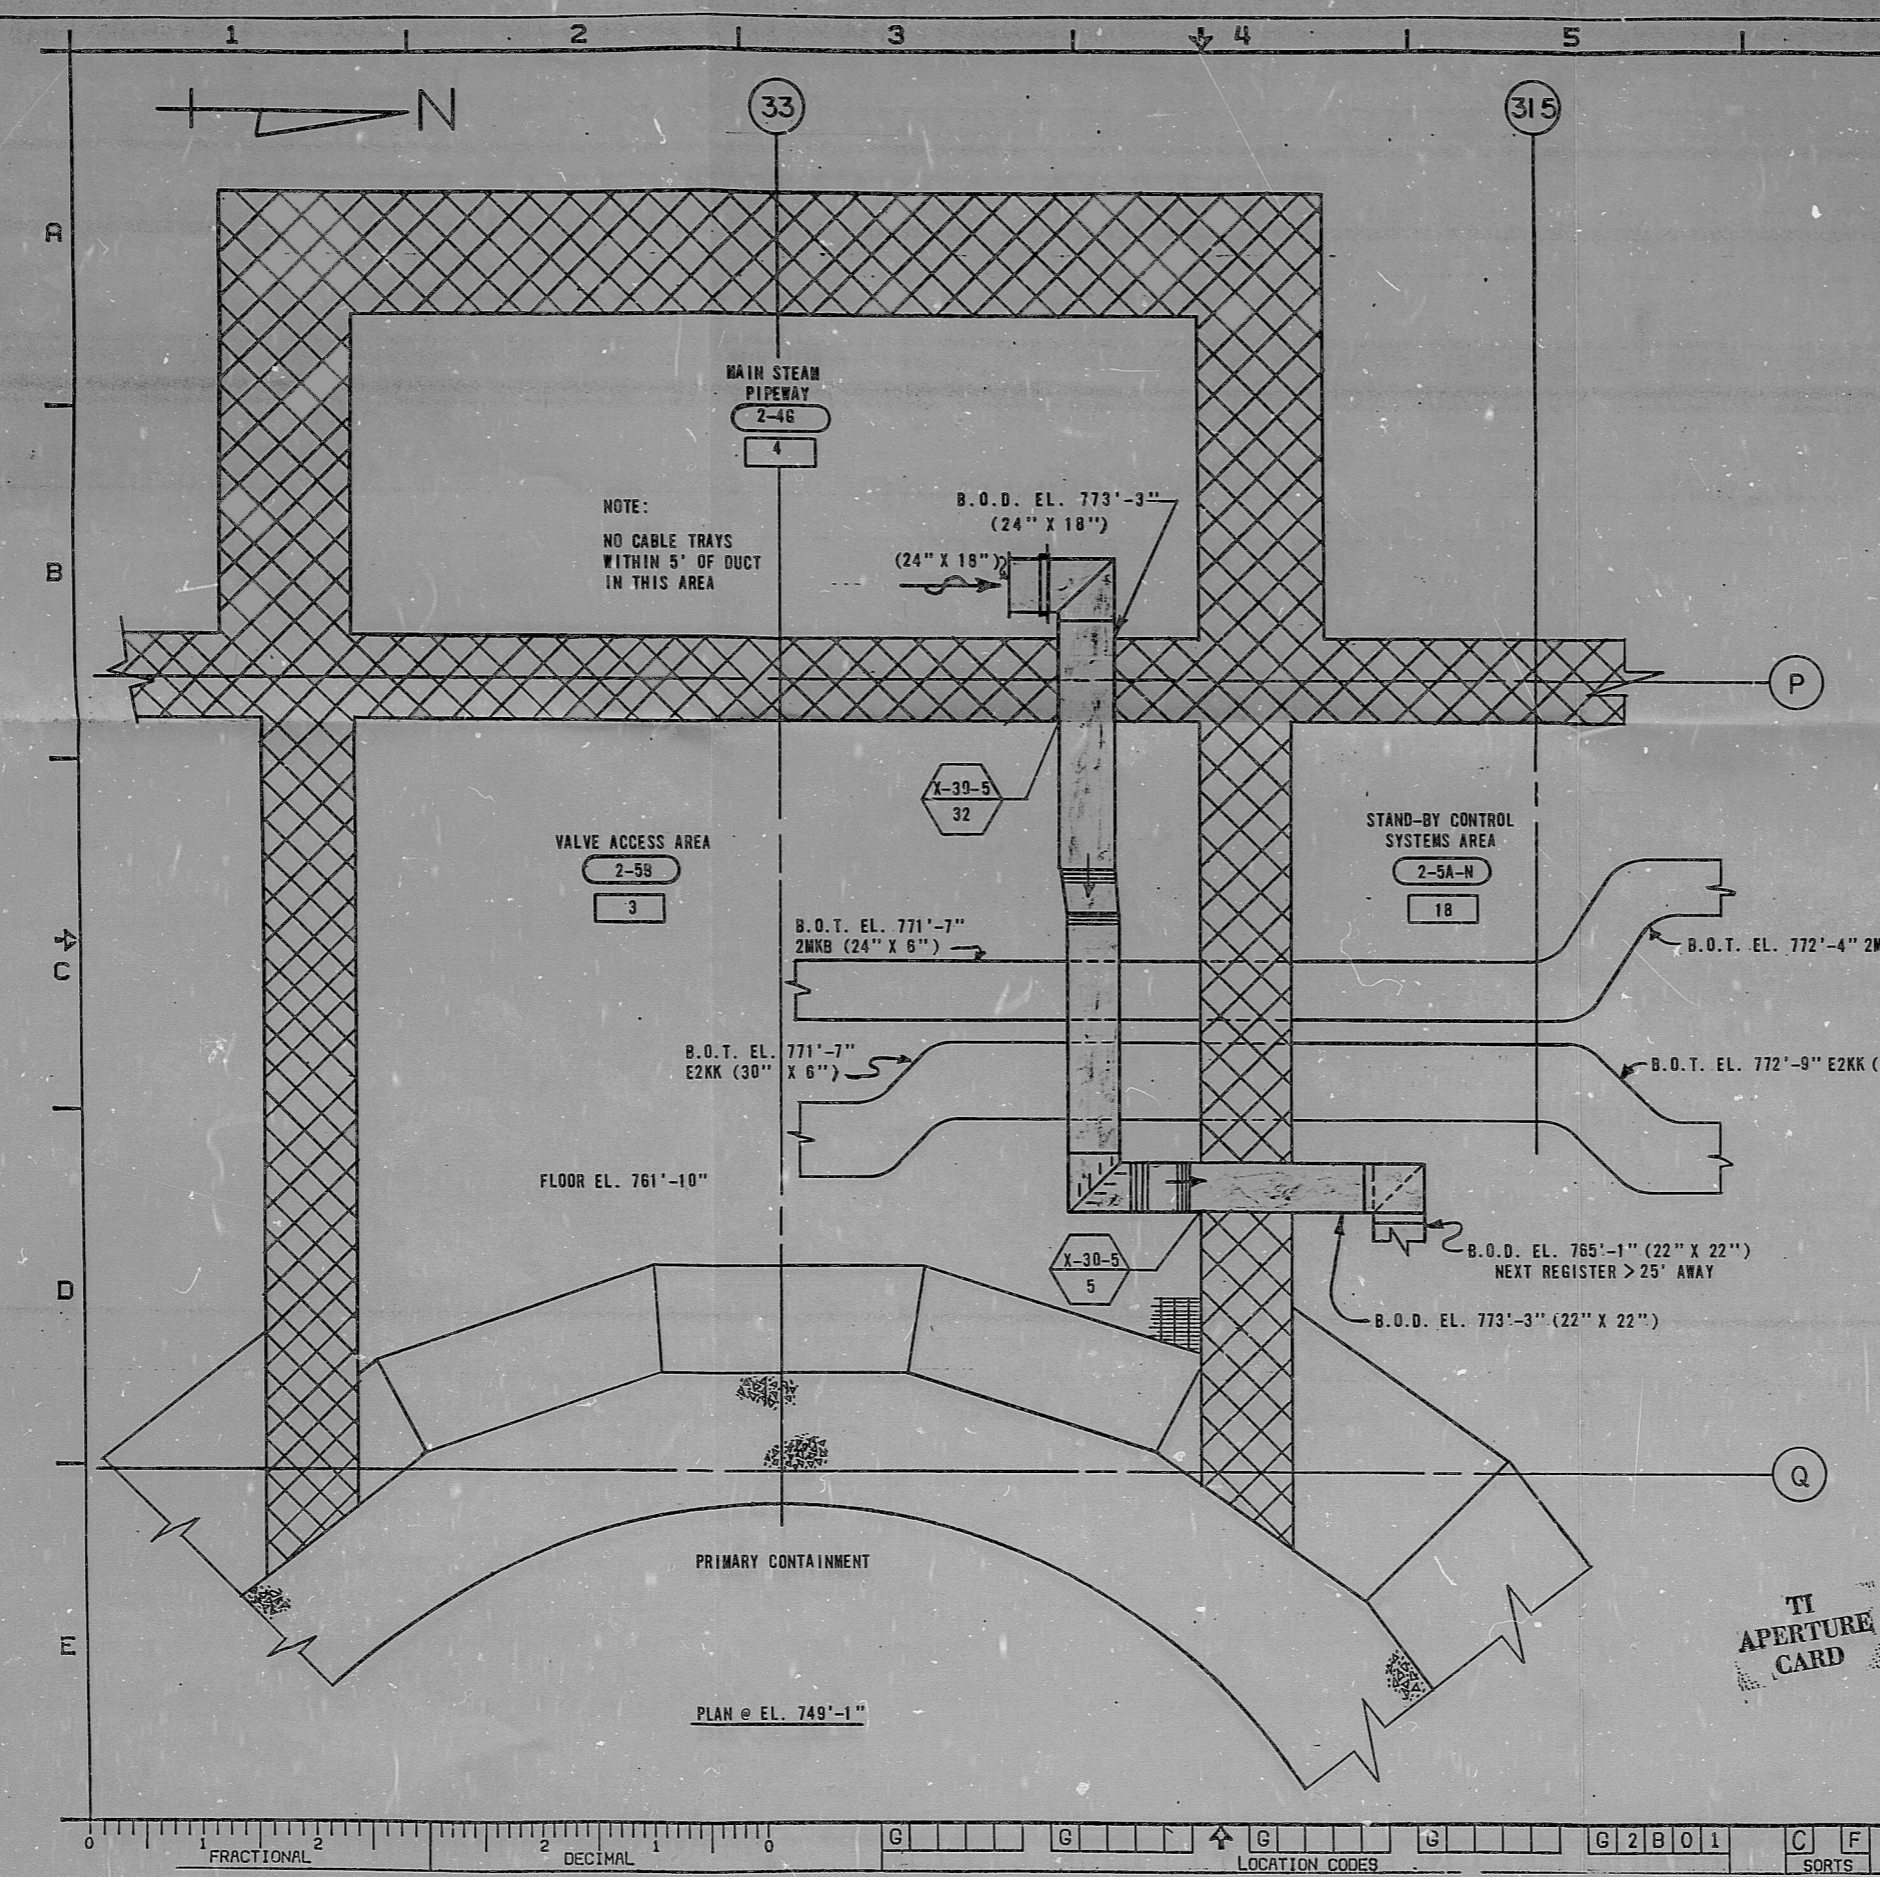 1 2 3 4 5
N
33
315
A
MAIN STEAM
PIPEWAY
2-4G
4
NOTE:
NO CABLE TRAYS
WITHIN 5' OF DUCT
IN THIS AREA
B.O.D. EL. 773'-3"
(24" X 18")
(24" X 18")
B
P
X-30-5
32
VALVE ACCESS AREA
2-5B
3
STAND-BY CONTROL
SYSTEMS AREA
2-5A-N
18
B.O.T. EL. 771'-7"
2MKB (24" X 6")
B.O.T. EL. 772'-4"
C
B.O.T. EL. 771'-7"
E2KK (30" X 6")
B.O.T. EL. 772'-9" E2KK (
FLOOR EL. 761'-10"
X-30-5
5
B.O.D. EL. 765'-1" (22" X 22")
NEXT REGISTER > 25' AWAY
D
B.O.D. EL. 773'-3" (22" X 22")
Q
PRIMARY CONTAINMENT
TI
APERTURE
CARD
E
PLAN @ EL. 749'-1"
0 1 2 2 1 0
FRACTIONAL DECIMAL
G G G G G 2 B 0 1 C F
LOCATION CODES SORTS